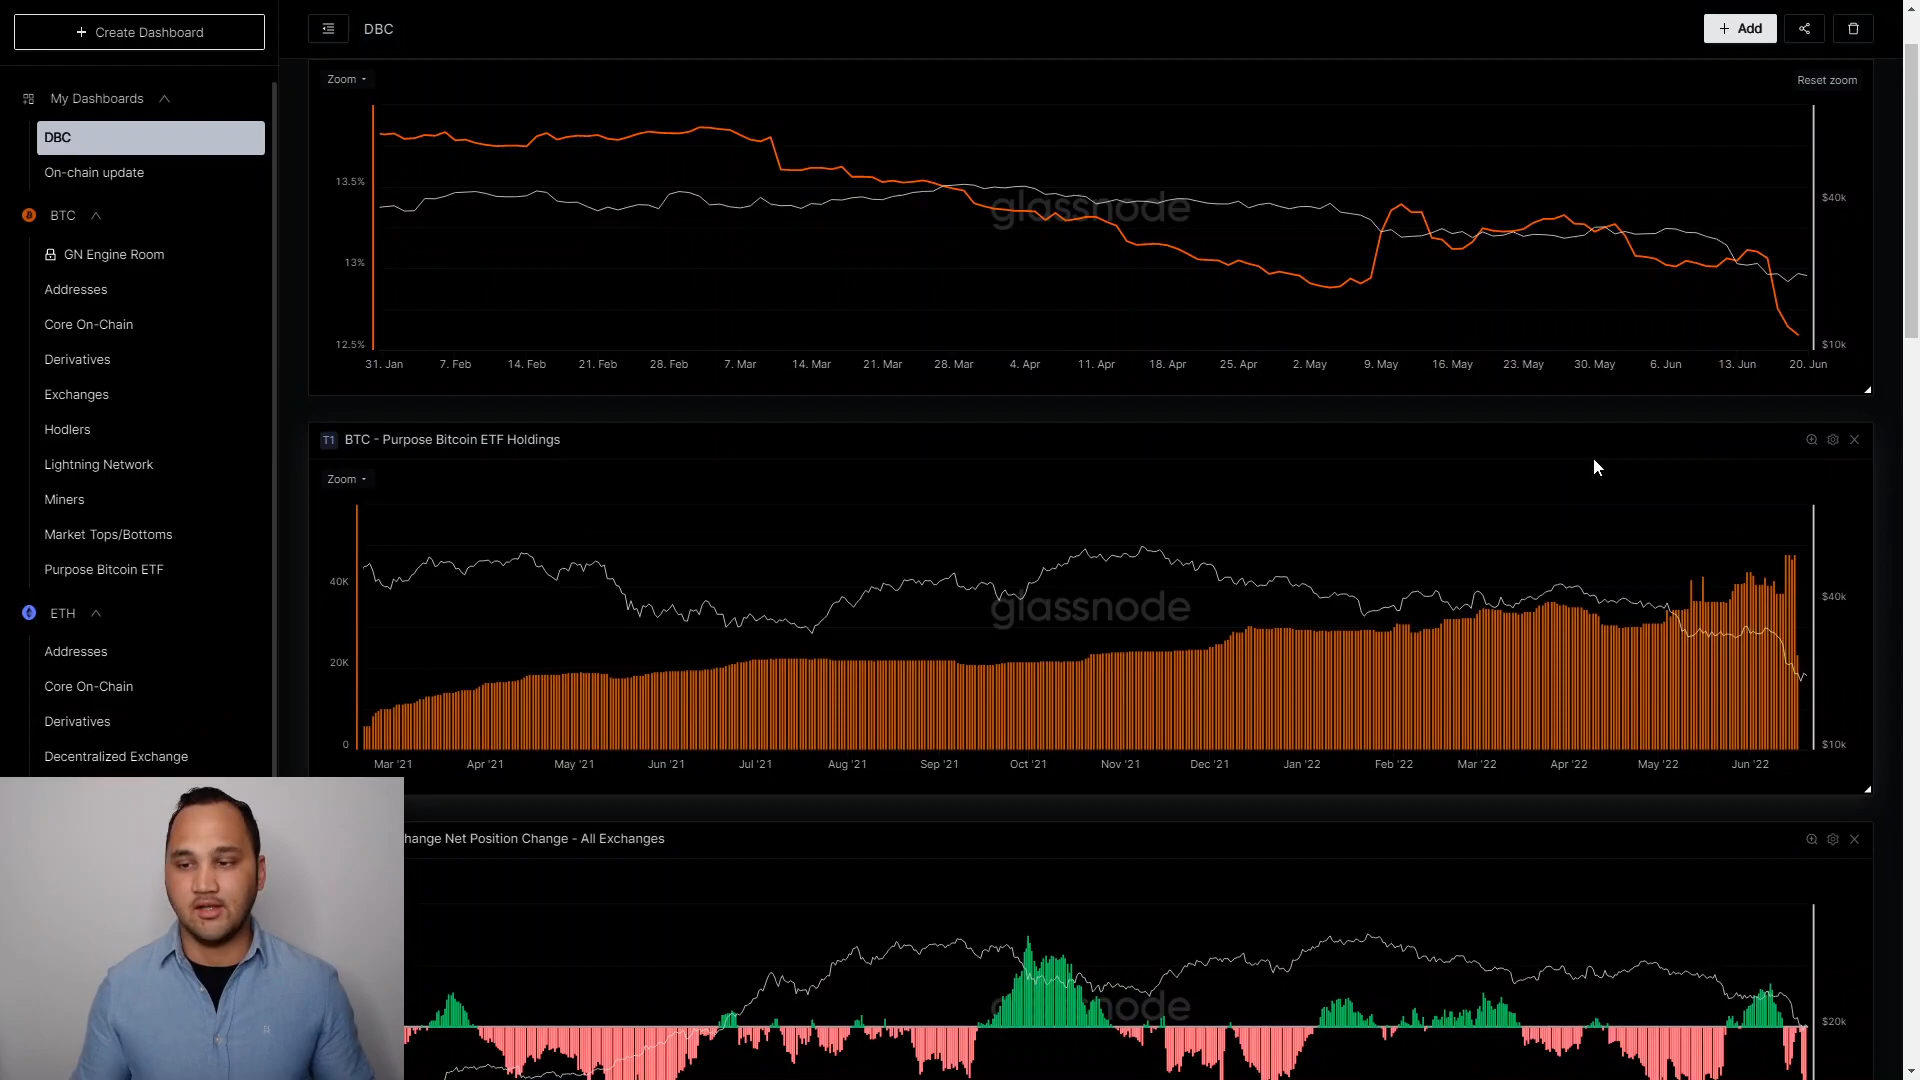 Create Dashboard
My Dashboards
DBC
On-chain update
BTC
GN Engine Room
Addresses
Core On-Chain
Derivatives
Exchanges
Hodlers
Lightning Network
Miners
Market Tops/Bottoms
Purpose Bitcoin ETF
ETH
Addresses
Core On-Chain
Derivatives
Decentralized Exchange
DBC
Add
Zoom
Reset zoom
glassnode
13.5%
13%
12.5%
$40k
$10k
31. Jan 7. Feb 14. Feb 21. Feb 28. Feb 7. Mar 14. Mar 21. Mar 28. Mar 4. Apr 11. Apr 18. Apr 25. Apr 2. May 9. May 16. May 23. May 30. May 6. Jun 13. Jun 20. Jun
T1 BTC - Purpose Bitcoin ETF Holdings
Zoom
glassnode
40K
20K
0
$40k
$10k
Mar '21 Apr '21 May '21 Jun '21 Jul '21 Aug '21 Sep '21 Oct '21 Nov '21 Dec '21 Jan '22 Feb '22 Mar '22 Apr '22 May '22 Jun '22
hange Net Position Change - All Exchanges
glassnode
$20k